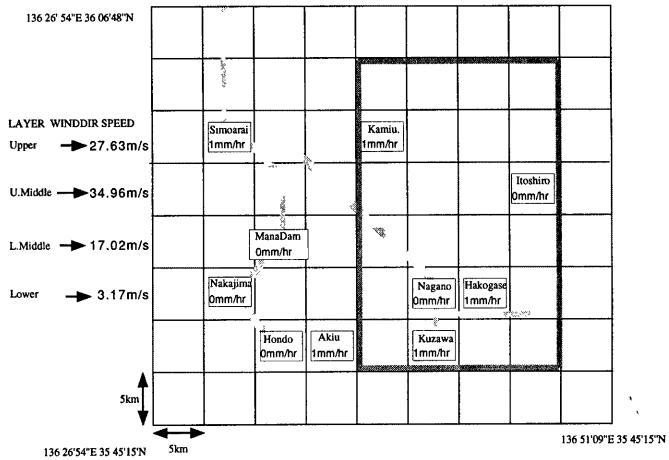 136 26' 54"E 36 06'48"N
LAYER WINDDIR SPEED
Upper 27.63m/s
U.Middle 34.96m/s
L.Middle 17.02m/s
Lower 3.17m/s
Simoarai
1mm/hr
Kamiu.
1mm/hr
Itoshiro
0mm/hr
ManaDam
0mm/hr
Nakajima
0mm/hr
Nagano
0mm/hr
Hakogase
1mm/hr
Hondo
0mm/hr
Akiu
1mm/hr
Kuzawa
1mm/hr
5km
5km
136 26'54"E 35 45'15"N
136 51'09"E 35 45'15"N